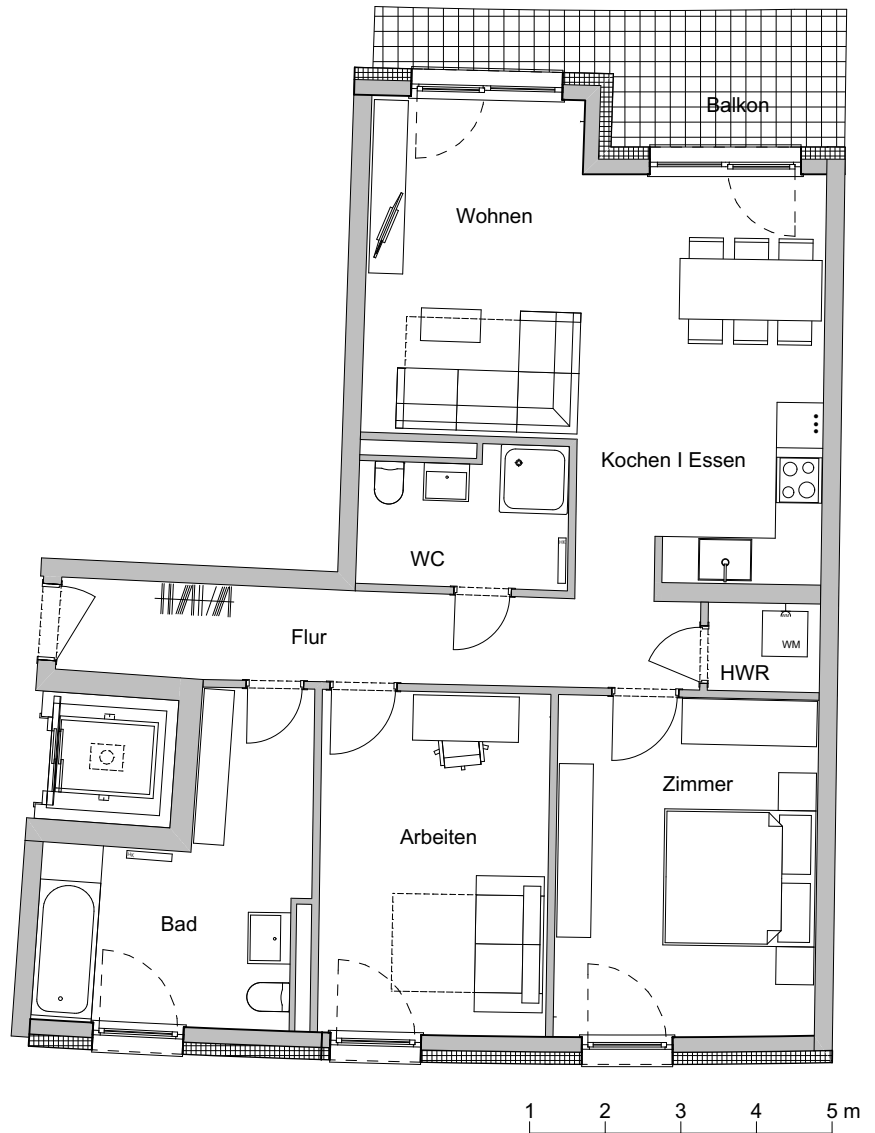 Balkon
Wohnen
Kochen I Essen
WC
Flur
WM
HWR
Zimmer
Arbeiten
Bad
1 2 3 4 5 m